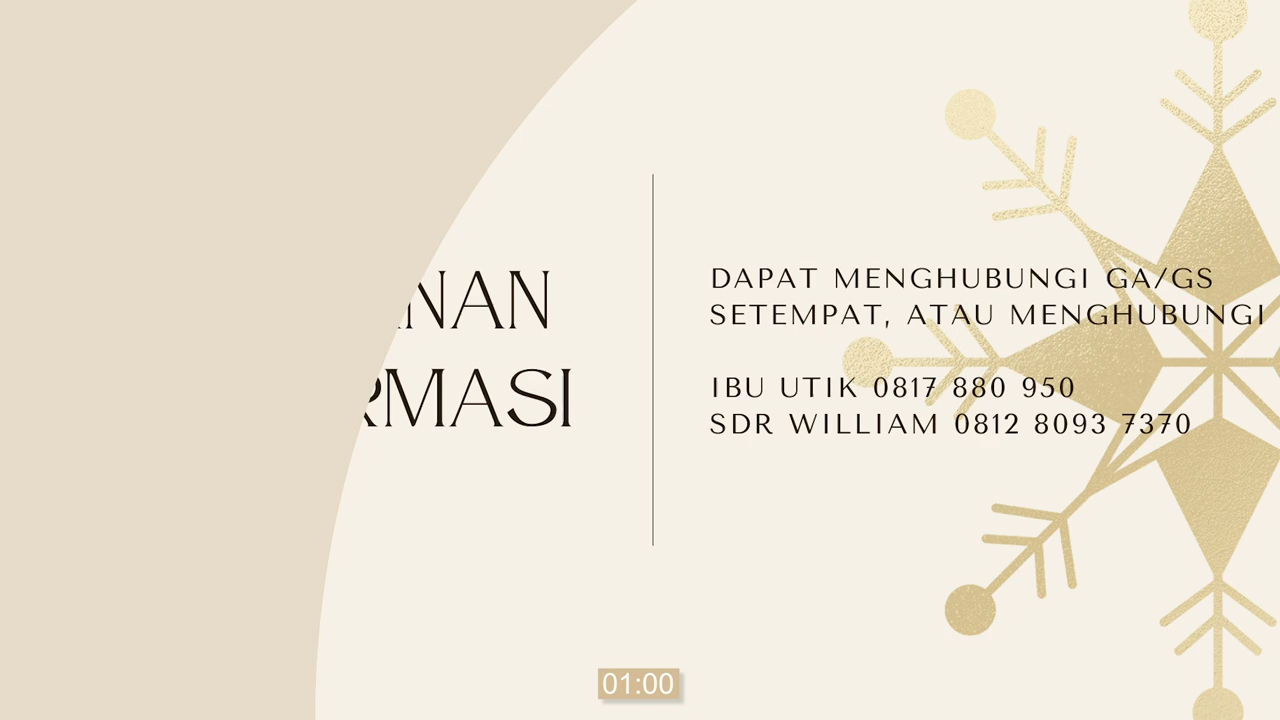 NAN
RMASI
DAPAT MENGHUBUNGI GA/GS
SETEMPAT, ATAU MENGHUBUNGI
IBU UTIK 0817 880 950
SDR WILLIAM 0812 8093 7370
01:00